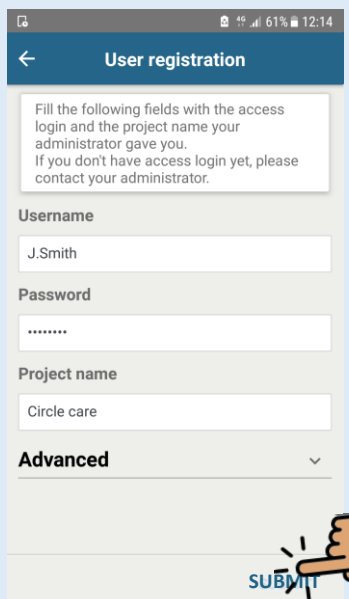 4G 61% 12:14
User registration
Fill the following fields with the access
login and the project name your
administrator gave you.
If you don't have access login yet, please
contact your administrator.
Username
J.Smith
Password
••••••••
Project name
Circle care
Advanced
SUBMIT